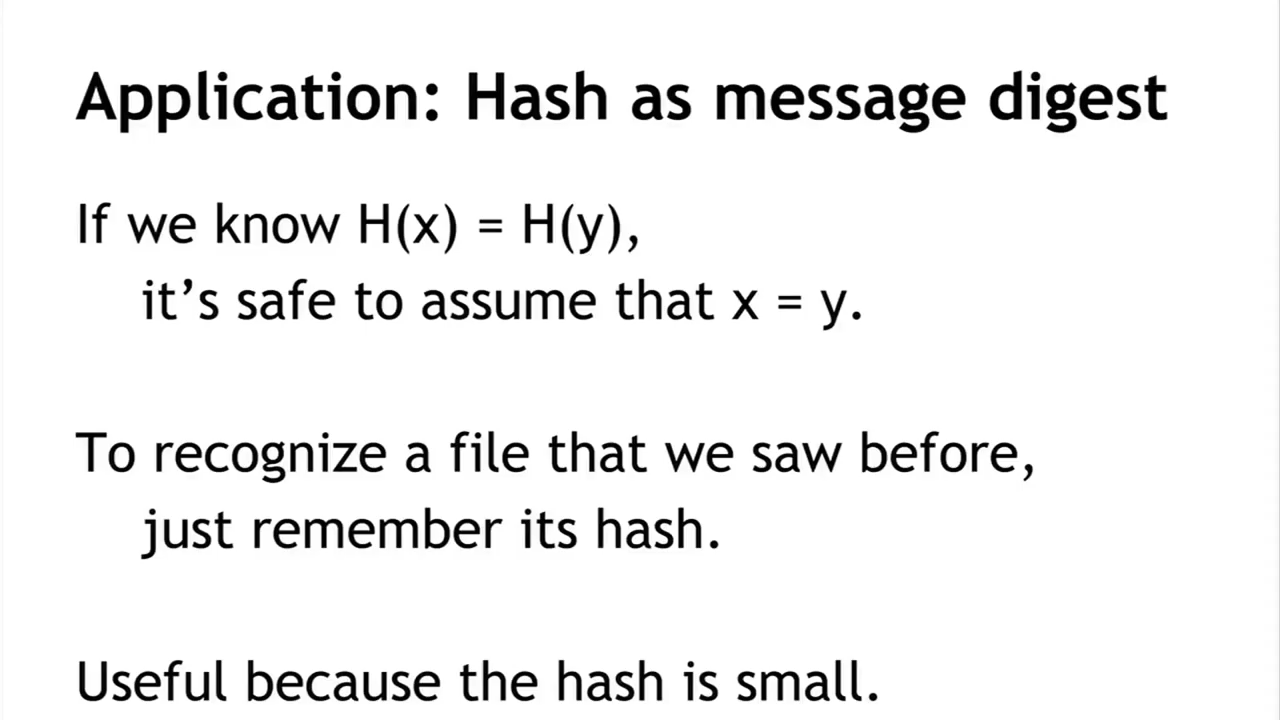 Application: Hash as message digest
If we know H(x) = H(y),
it’s safe to assume that x = y.
To recognize a file that we saw before,
just remember its hash.
Useful because the hash is small.